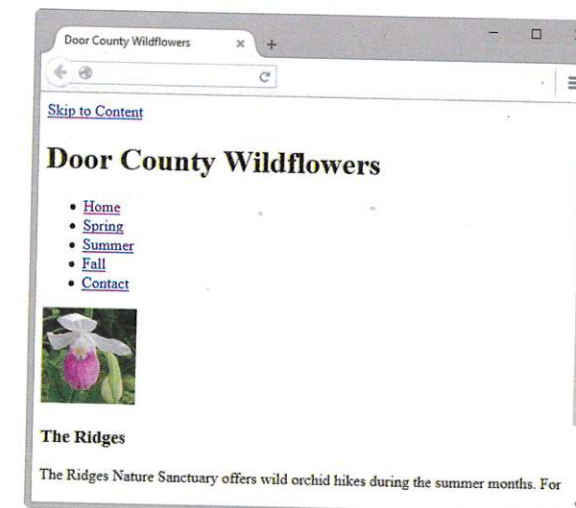 Door County Wildflowers
Skip to Content
Door County Wildflowers
Home
Spring
Summer
Fall
Contact
The Ridges
The Ridges Nature Sanctuary offers wild orchid hikes during the summer months. For